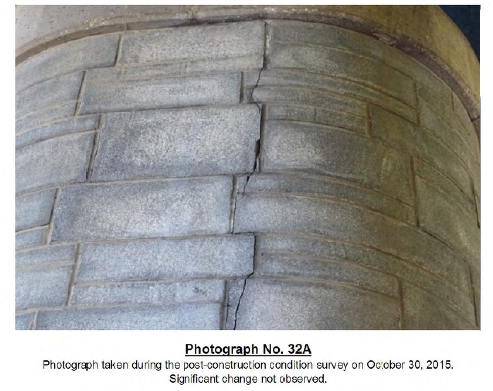 Photograph No. 32A
Photograph taken during the post-construction condition survey on October 30, 2015.
Significant change not observed.